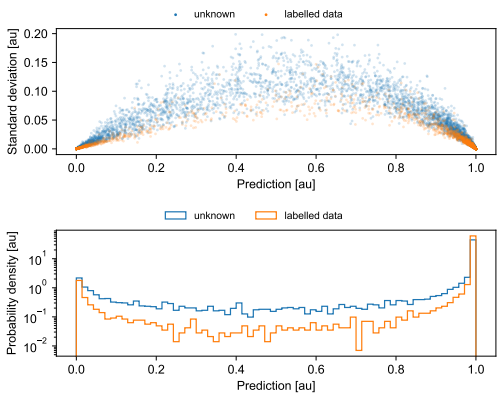 unknown labelled data
Standard deviation [au]
0.20
0.15
0.10
0.05
0.00
0.0 0.2 0.4 0.6 0.8 1.0
Prediction [au]
unknown labelled data
Probability density [au]
10¹
10⁰
10⁻¹
10⁻²
0.0 0.2 0.4 0.6 0.8 1.0
Prediction [au]